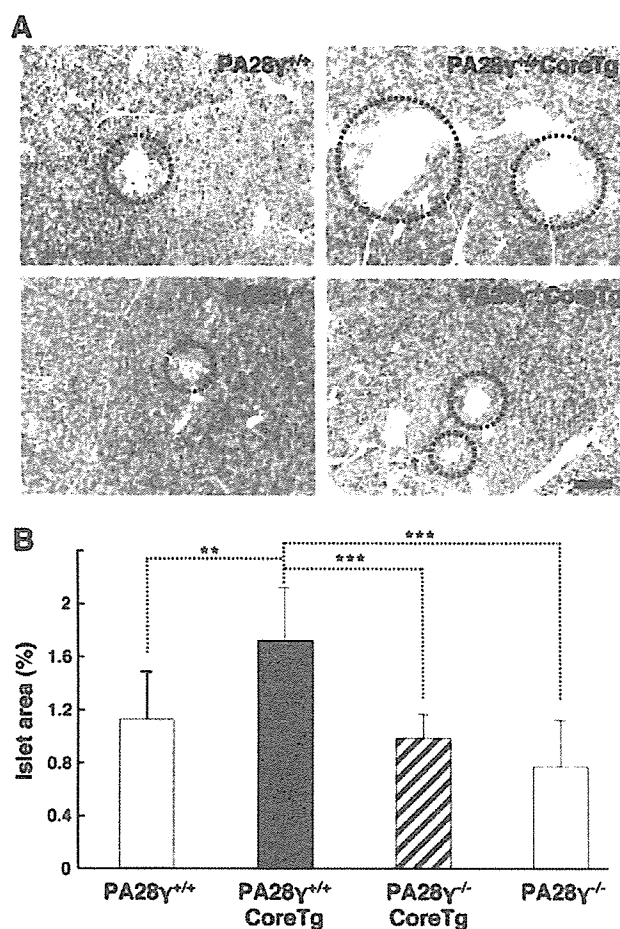 A
PA28γ+/+
PA28γ+/+CoreTg
CoreTg
B
** *** ***
Islet area (%)
2
1.6
1.2
0.8
0.4
0
PA28γ+/+ PA28γ+/+ CoreTg PA28γ-/- CoreTg PA28γ-/-